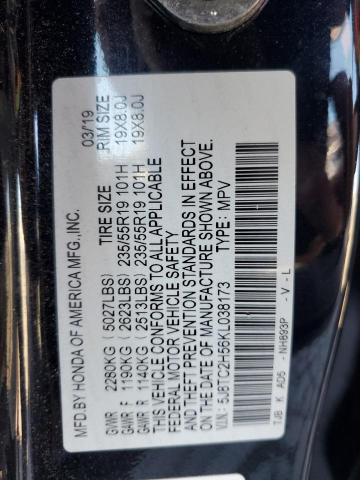 MFD.BY HONDA OF AMERICA MFG.,INC. 03/19
TIRE SIZE RIM SIZE
GVWR 2280KG (5027LBS)
GAWR F 1190KG (2623LBS) 235/55R19 101H 19X8.0J
GAWR R 1140KG (2513LBS) 235/55R19 101H 19X8.0J
THIS VEHICLE CONFORMS TO ALL APPLICABLE
FEDERAL MOTOR VEHICLE SAFETY
AND THEFT PREVENTION STANDARDS IN EFFECT
ON THE DATE OF MANUFACTURE SHOWN ABOVE.
VIN: 5J8TC2H56KL038173 TYPE: MPV
TJB K A05 NH893P - V - L